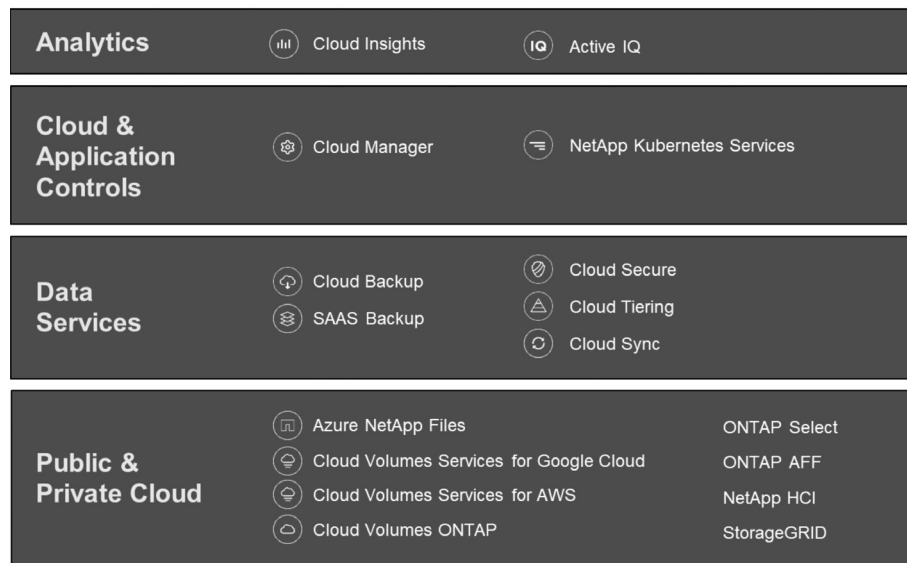 Analytics
Cloud Insights
IQ
Active IQ
Cloud &
Application
Controls
Cloud Manager
NetApp Kubernetes Services
Data
Services
Cloud Backup
SAAS Backup
Cloud Secure
Cloud Tiering
Cloud Sync
Public &
Private Cloud
Azure NetApp Files
Cloud Volumes Services for Google Cloud
Cloud Volumes Services for AWS
Cloud Volumes ONTAP
ONTAP Select
ONTAP AFF
NetApp HCI
StorageGRID